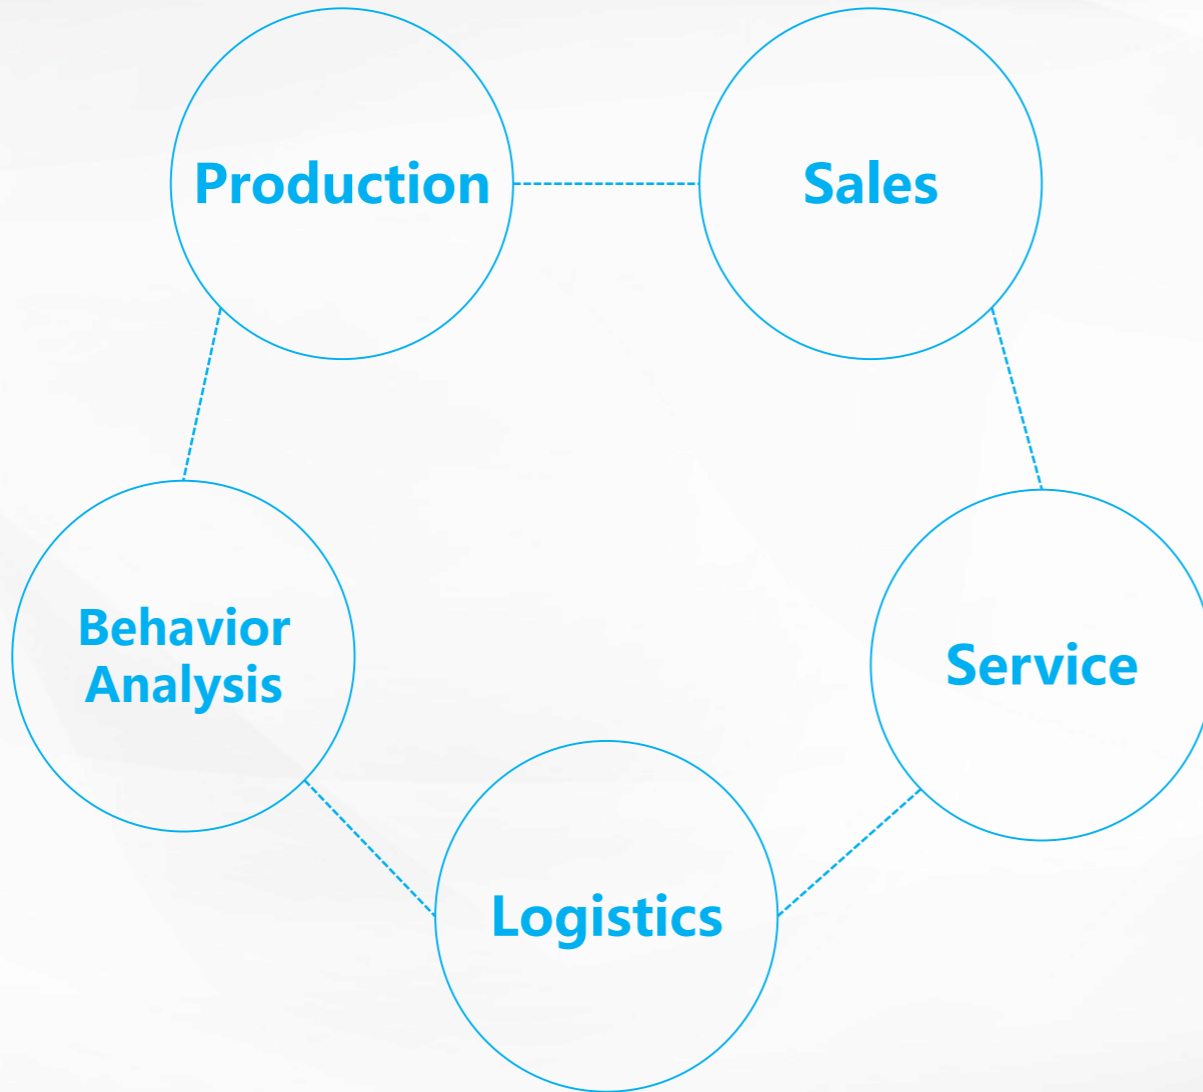 Production
Sales
Behavior
Analysis
Service
Logistics